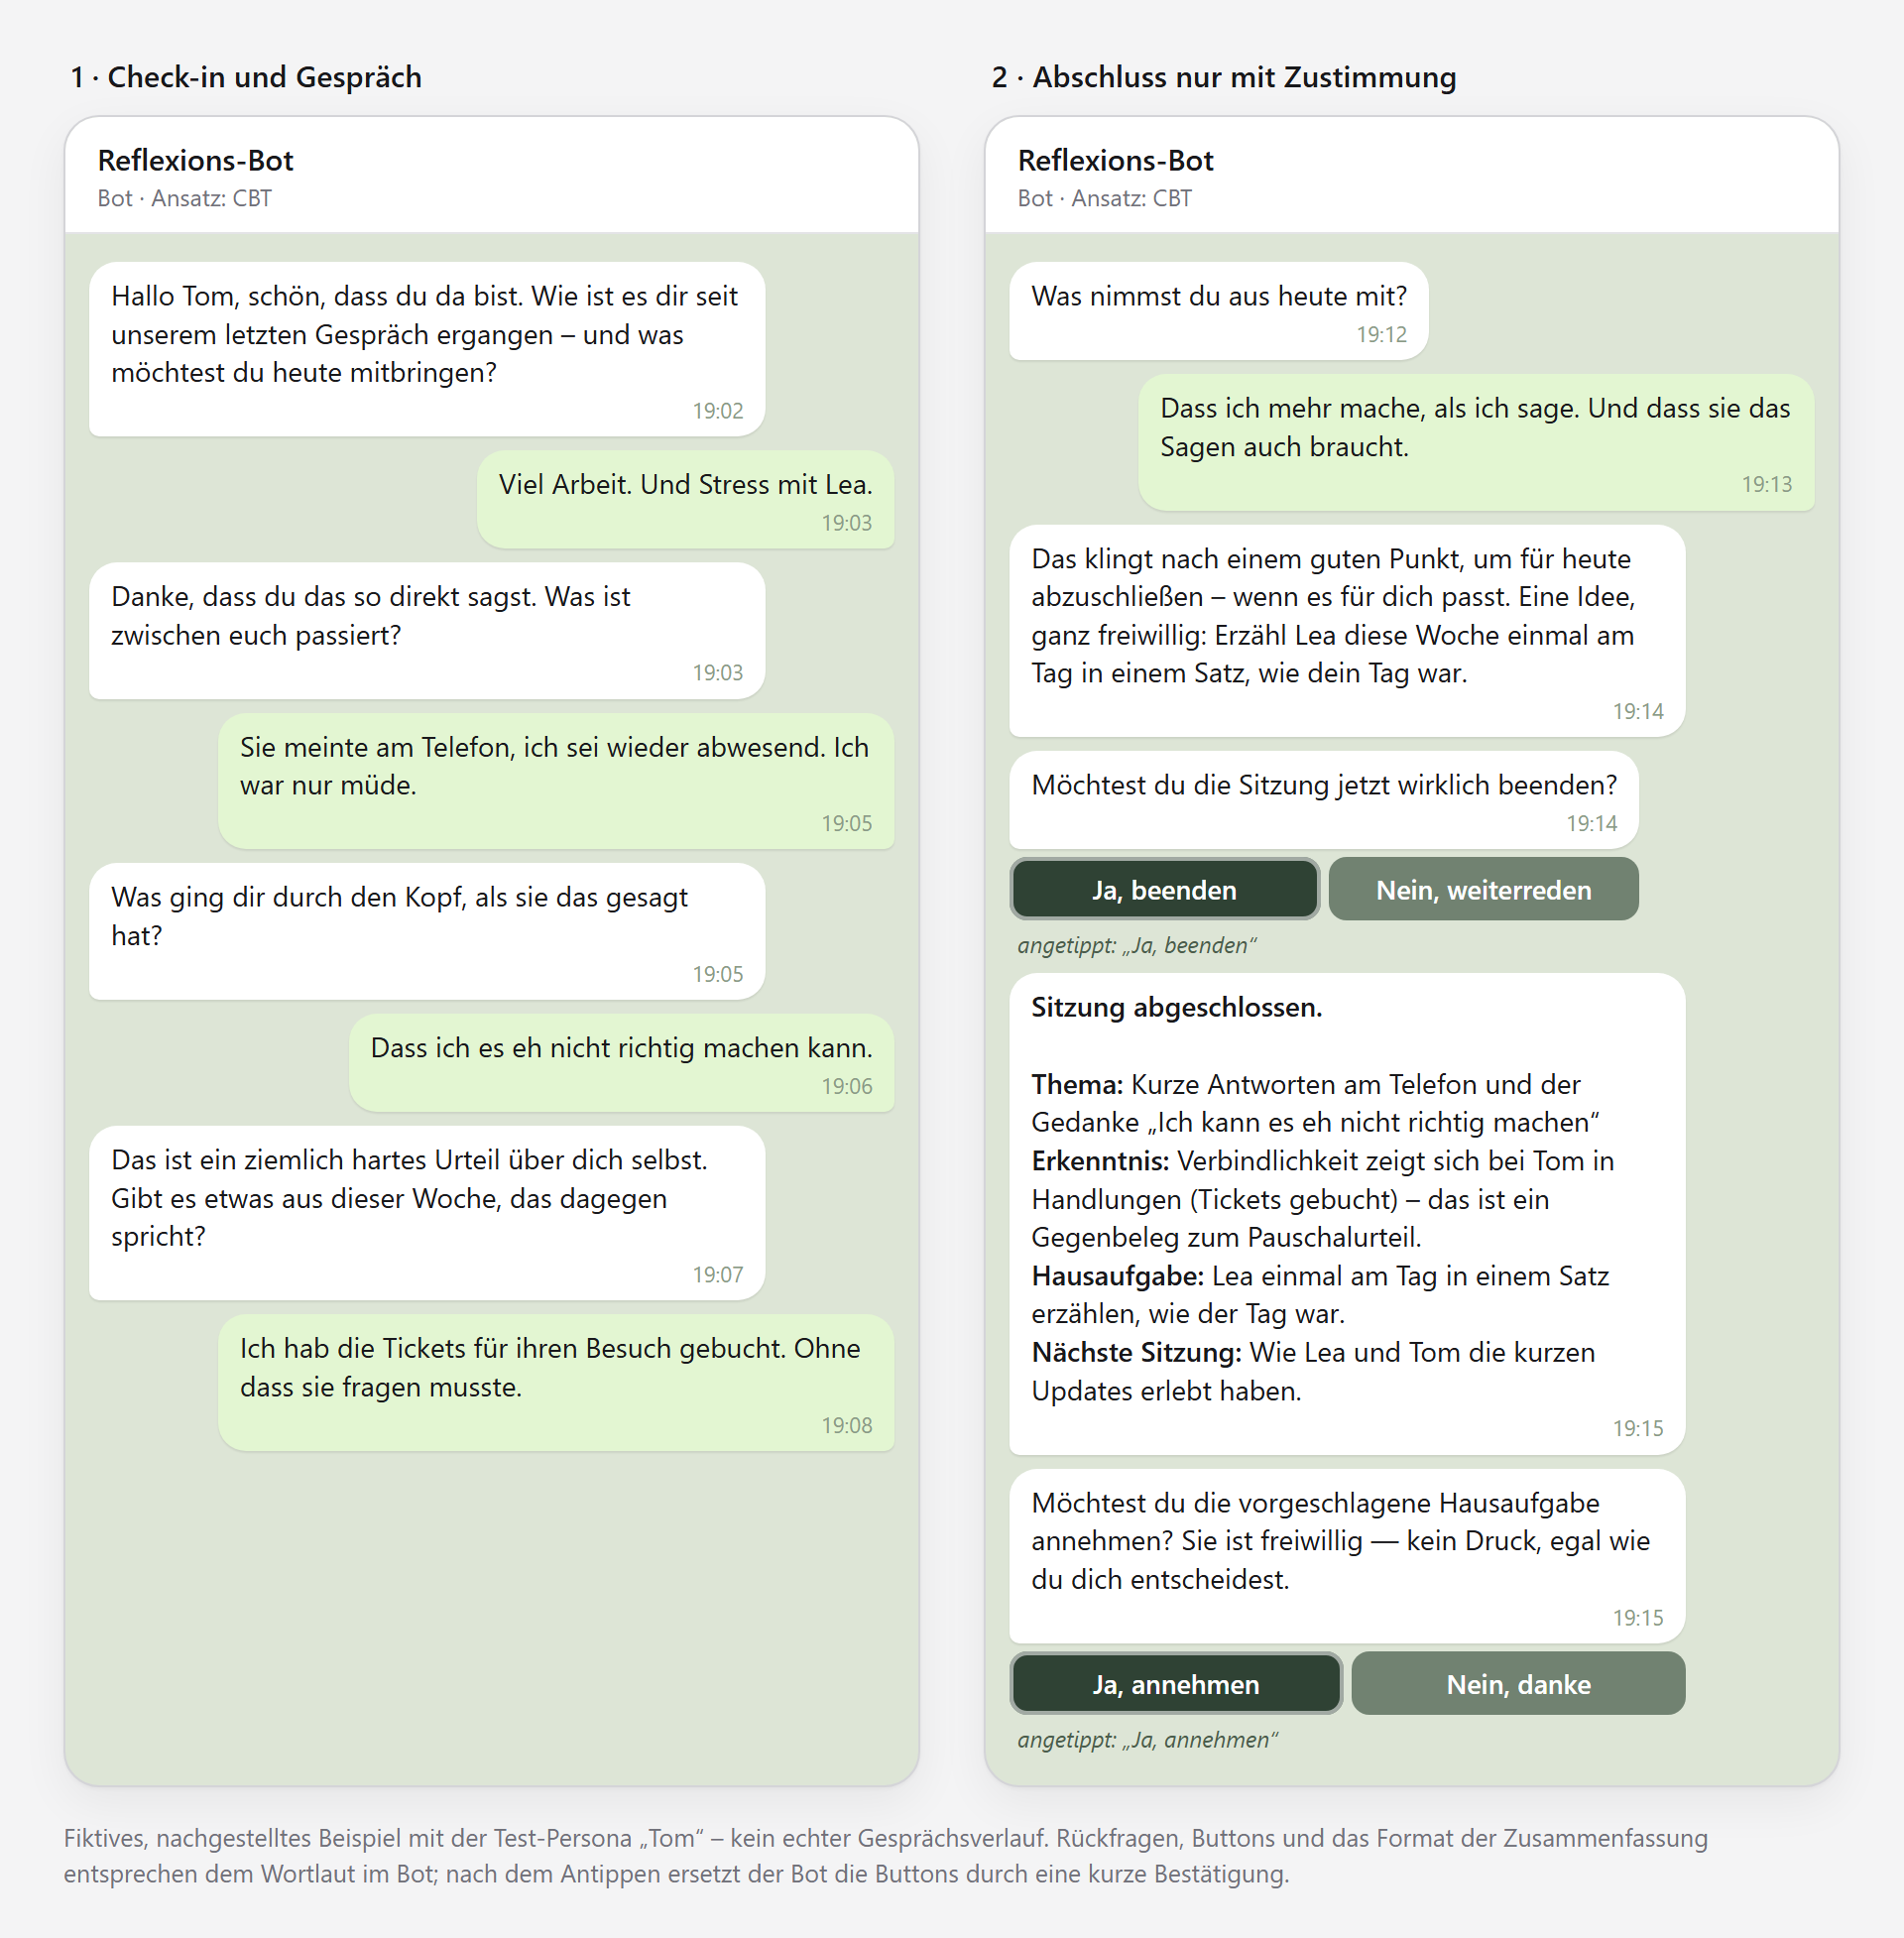 1 · Check-in und Gespräch
Reflexions-Bot
Bot · Ansatz: CBT
Hallo Tom, schön, dass du da bist. Wie ist es dir seit
unserem letzten Gespräch ergangen – und was
möchtest du heute mitbringen?
19:02
Viel Arbeit. Und Stress mit Lea.
19:03
Danke, dass du das so direkt sagst. Was ist
zwischen euch passiert?
19:03
Sie meinte am Telefon, ich sei wieder abwesend. Ich
war nur müde.
19:05
Was ging dir durch den Kopf, als sie das gesagt
hat?
19:05
Dass ich es eh nicht richtig machen kann.
19:06
Das ist ein ziemlich hartes Urteil über dich selbst.
Gibt es etwas aus dieser Woche, das dagegen
spricht?
19:07
Ich hab die Tickets für ihren Besuch gebucht. Ohne
dass sie fragen musste.
19:08
2 · Abschluss nur mit Zustimmung
Reflexions-Bot
Bot · Ansatz: CBT
Was nimmst du aus heute mit?
19:12
Dass ich mehr mache, als ich sage. Und dass sie das
Sagen auch braucht.
19:13
Das klingt nach einem guten Punkt, um für heute
abzuschließen – wenn es für dich passt. Eine Idee,
ganz freiwillig: Erzähl Lea diese Woche einmal am
Tag in einem Satz, wie dein Tag war.
19:14
Möchtest du die Sitzung jetzt wirklich beenden?
19:14
Ja, beenden
Nein, weiterreden
angetippt: „Ja, beenden“
Sitzung abgeschlossen.
Thema: Kurze Antworten am Telefon und der
Gedanke „Ich kann es eh nicht richtig machen“
Erkenntnis: Verbindlichkeit zeigt sich bei Tom in
Handlungen (Tickets gebucht) – das ist ein
Gegenbeleg zum Pauschalurteil.
Hausaufgabe: Lea einmal am Tag in einem Satz
erzählen, wie der Tag war.
Nächste Sitzung: Wie Lea und Tom die kurzen
Updates erlebt haben.
19:15
Möchtest du die vorgeschlagene Hausaufgabe
annehmen? Sie ist freiwillig — kein Druck, egal wie
du dich entscheidest.
19:15
Ja, annehmen
Nein, danke
angetippt: „Ja, annehmen“
Fiktives, nachgestelltes Beispiel mit der Test-Persona „Tom“ – kein echter Gesprächsverlauf. Rückfragen, Buttons und das Format der Zusammenfassung
entsprechen dem Wortlaut im Bot; nach dem Antippen ersetzt der Bot die Buttons durch eine kurze Bestätigung.